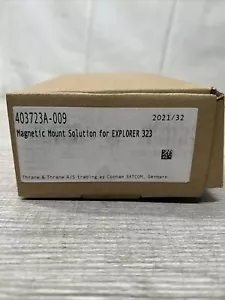 403723A-009
2021/32
Magnetic Mount Solution for EXPLORER 323
Thrane & Thrane A/S trading as Cobham SATCOM, Denmark